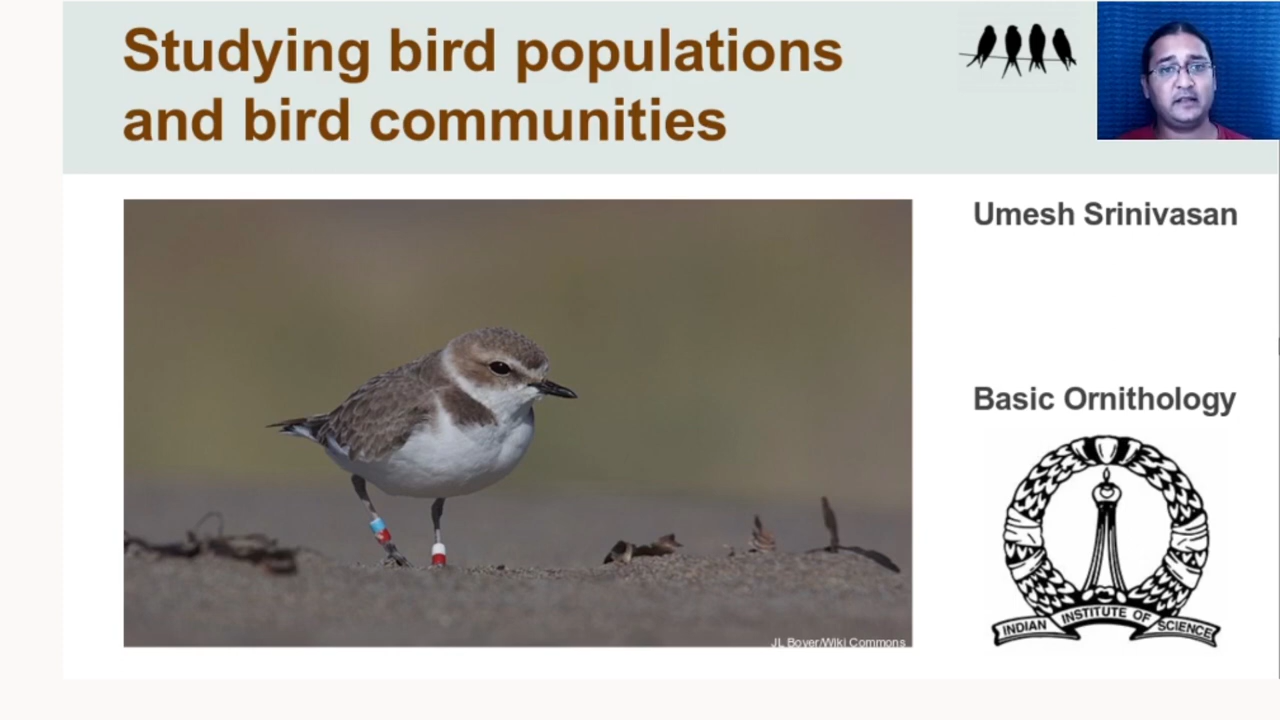 Studying bird populations
and bird communities
Umesh Srinivasan
Basic Ornithology
INDIAN INSTITUTE OF SCIENCE
JL Boyer/Wiki Commons